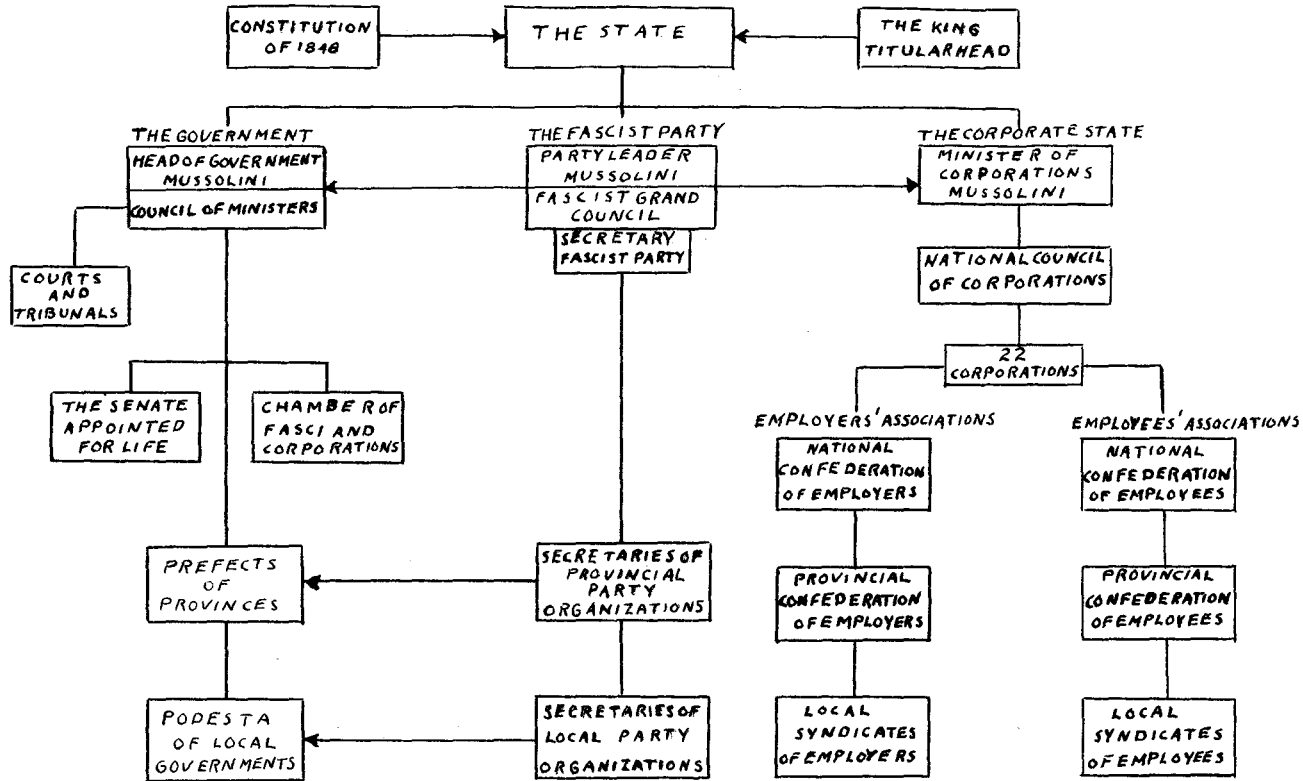 CONSTITUTION
OF 1848
THE STATE
THE KING
TITULARHEAD
THE GOVERNMENT
HEAD OF GOVERNMENT
MUSSOLINI
COUNCIL OF MINISTERS
THE FASCIST PARTY
PARTY LEADER
MUSSOLINI
FASCIST GRAND
COUNCIL
SECRETARY
FASCIST PARTY
THE CORPORATE STATE
MINISTER OF
CORPORATIONS
MUSSOLINI
COURTS
AND
TRIBUNALS
NATIONAL COUNCIL
OF CORPORATIONS
22
CORPORATIONS
THE SENATE
APPOINTED
FOR LIFE
CHAMBER OF
FASCI AND
CORPORATIONS
EMPLOYERS' ASSOCIATIONS
NATIONAL
CONFEDERATION
OF EMPLOYERS
EMPLOYEES' ASSOCIATIONS
NATIONAL
CONFEDERATION
OF EMPLOYEES
PREFECTS
OF
PROVINCES
SECRETARIES OF
PROVINCIAL
PARTY
ORGANIZATIONS
PROVINCIAL
CONFEDERATION
OF EMPLOYERS
PROVINCIAL
CONFEDERATION
OF EMPLOYEES
PODESTA
OF LOCAL
GOVERNMENTS
SECRETARIES OF
LOCAL PARTY
ORGANIZATIONS
LOCAL
SYNDICATES
OF EMPLOYERS
LOCAL
SYNDICATES
OF EMPLOYEES